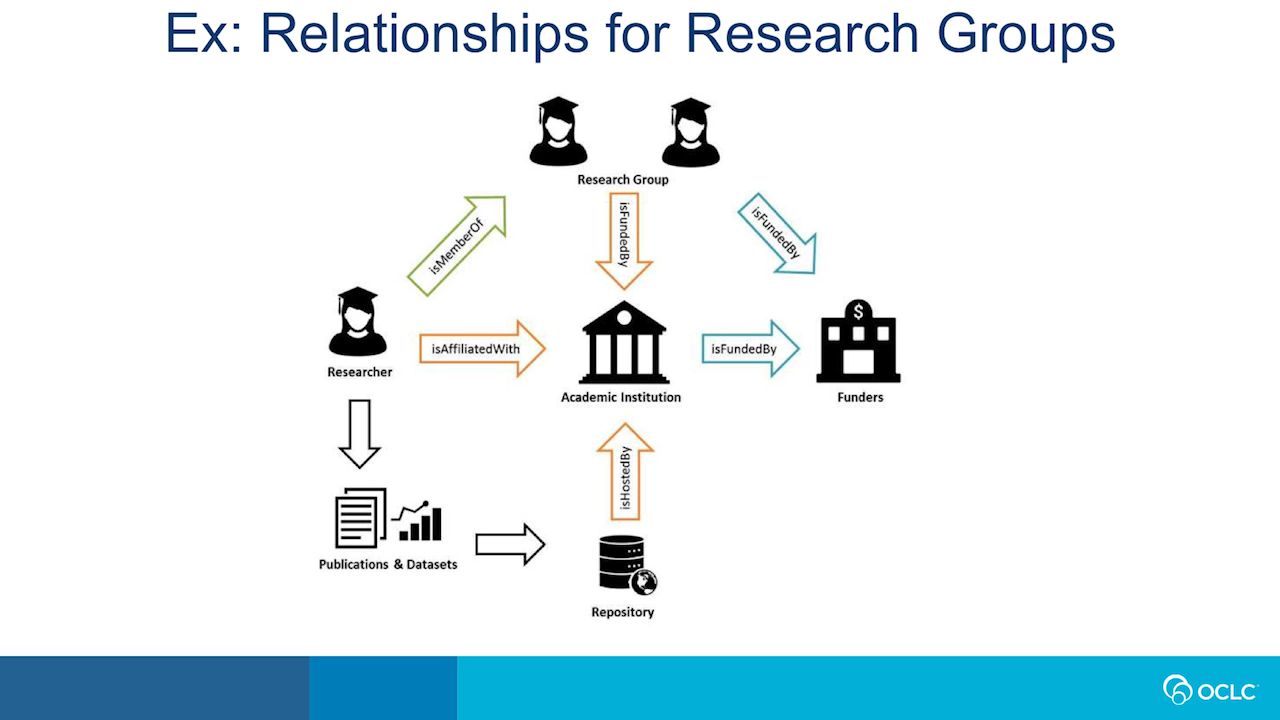 Ex: Relationships for Research Groups
Research Group
isMemberOf
isFundedBy
isFundedBy
$
Researcher
isAffiliatedWith
Academic Institution
isFundedBy
Funders
isHostedBy
Publications & Datasets
Repository
OCLC